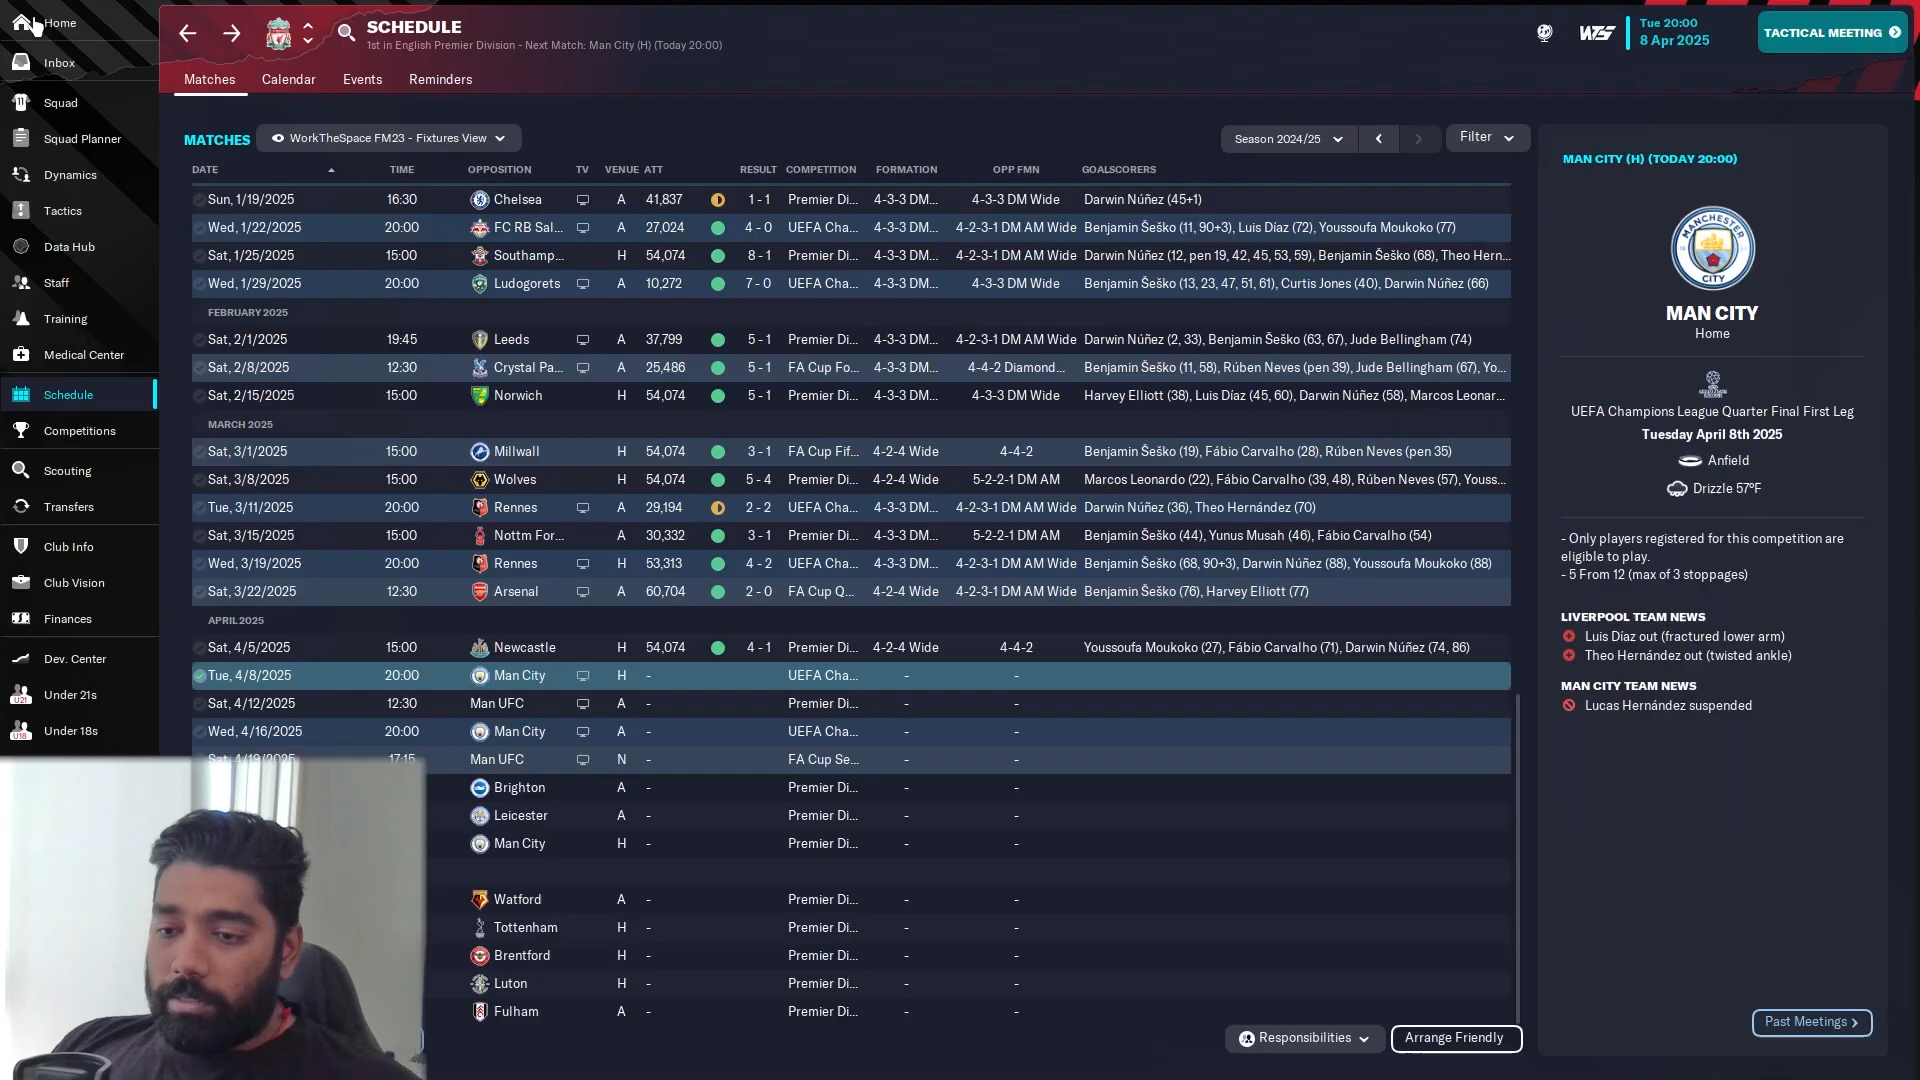 Home
Inbox
Squad
Squad Planner
Dynamics
Tactics
Data Hub
Staff
Training
Medical Center
Schedule
Competitions
Scouting
Transfers
Club Info
Club Vision
Finances
Dev. Center
Under 21s
Under 18s
SCHEDULE
1st in English Premier Division - Next Match: Man City (H) (Today 20:00)
Tue 20:00
8 Apr 2025
TACTICAL MEETING
Matches Calendar Events Reminders
MATCHES WorkTheSpace FM23 - Fixtures View Season 2024/25 Filter
DATE TIME OPPOSITION TV VENUE ATT RESULT COMPETITION FORMATION OPP FMN GOALSCORERS
Sun, 1/19/2025 16:30 Chelsea A 41,837 1 - 1 Premier Di... 4-3-3 DM... 4-3-3 DM Wide Darwin Núñez (45+1)
Wed, 1/22/2025 20:00 FC RB Sal... A 27,024 4 - 0 UEFA Cha... 4-3-3 DM... 4-2-3-1 DM AM Wide Benjamin Šeško (11, 90+3), Luis Díaz (72), Youssoufa Moukoko (77)
Sat, 1/25/2025 15:00 Southamp... H 54,074 8 - 1 Premier Di... 4-3-3 DM... 4-2-3-1 DM AM Wide Darwin Núñez (12, pen 19, 42, 45, 53, 59), Benjamin Šeško (68), Theo Hern...
Wed, 1/29/2025 20:00 Ludogorets A 10,272 7 - 0 UEFA Cha... 4-3-3 DM... 4-3-3 DM Wide Benjamin Šeško (13, 23, 47, 51, 61), Curtis Jones (40), Darwin Núñez (66)
FEBRUARY 2025
Sat, 2/1/2025 19:45 Leeds A 37,799 5 - 1 Premier Di... 4-3-3 DM... 4-2-3-1 DM AM Wide Darwin Núñez (2, 33), Benjamin Šeško (63, 67), Jude Bellingham (74)
Sat, 2/8/2025 12:30 Crystal Pa... A 25,486 5 - 1 FA Cup Fo... 4-3-3 DM... 4-4-2 Diamond... Benjamin Šeško (11, 58), Rúben Neves (pen 39), Jude Bellingham (67), Yo...
Sat, 2/15/2025 15:00 Norwich H 54,074 5 - 1 Premier Di... 4-3-3 DM... 4-3-3 DM Wide Harvey Elliott (38), Luis Díaz (45, 60), Darwin Núñez (58), Marcos Leonar...
MARCH 2025
Sat, 3/1/2025 15:00 Millwall H 54,074 3 - 1 FA Cup Fif... 4-2-4 Wide 4-4-2 Benjamin Šeško (19), Fábio Carvalho (28), Rúben Neves (pen 35)
Sat, 3/8/2025 15:00 Wolves H 54,074 5 - 4 Premier Di... 4-2-4 Wide 5-2-2-1 DM AM Marcos Leonardo (22), Fábio Carvalho (39, 48), Rúben Neves (57), Youss...
Tue, 3/11/2025 20:00 Rennes A 29,194 2 - 2 UEFA Cha... 4-3-3 DM... 4-2-3-1 DM AM Wide Darwin Núñez (36), Theo Hernández (70)
Sat, 3/15/2025 15:00 Nottm For... A 30,332 3 - 1 Premier Di... 4-3-3 DM... 5-2-2-1 DM AM Benjamin Šeško (44), Yunus Musah (46), Fábio Carvalho (54)
Wed, 3/19/2025 20:00 Rennes H 53,313 4 - 2 UEFA Cha... 4-3-3 DM... 4-2-3-1 DM AM Wide Benjamin Šeško (68, 90+3), Darwin Núñez (88), Youssoufa Moukoko (88)
Sat, 3/22/2025 12:30 Arsenal A 60,704 2 - 0 FA Cup Q... 4-2-4 Wide 4-2-3-1 DM AM Wide Benjamin Šeško (76), Harvey Elliott (77)
APRIL 2025
Sat, 4/5/2025 15:00 Newcastle H 54,074 4 - 1 Premier Di... 4-2-4 Wide 4-4-2 Youssoufa Moukoko (27), Fábio Carvalho (71), Darwin Núñez (74, 86)
Tue, 4/8/2025 20:00 Man City H - UEFA Cha... - -
Sat, 4/12/2025 12:30 Man UFC A - Premier Di... - -
Wed, 4/16/2025 20:00 Man City A - UEFA Cha... - -
Sat, 4/19/2025 17:15 Man UFC N - FA Cup Se... - -
Brighton A - Premier Di... - -
Leicester A - Premier Di... - -
Man City H - Premier Di... - -
Watford A - Premier Di... - -
Tottenham H - Premier Di... - -
Brentford H - Premier Di... - -
Luton H - Premier Di... - -
Fulham A - Premier Di... - -
Responsibilities Arrange Friendly
MAN CITY (H) (TODAY 20:00)
MANCHESTER
CITY
MAN CITY
Home
UEFA Champions League Quarter Final First Leg
Tuesday April 8th 2025
Anfield
Drizzle 57°F
- Only players registered for this competition are
eligible to play.
- 5 From 12 (max of 3 stoppages)
LIVERPOOL TEAM NEWS
Luis Díaz out (fractured lower arm)
Theo Hernández out (twisted ankle)
MAN CITY TEAM NEWS
Lucas Hernández suspended
Past Meetings